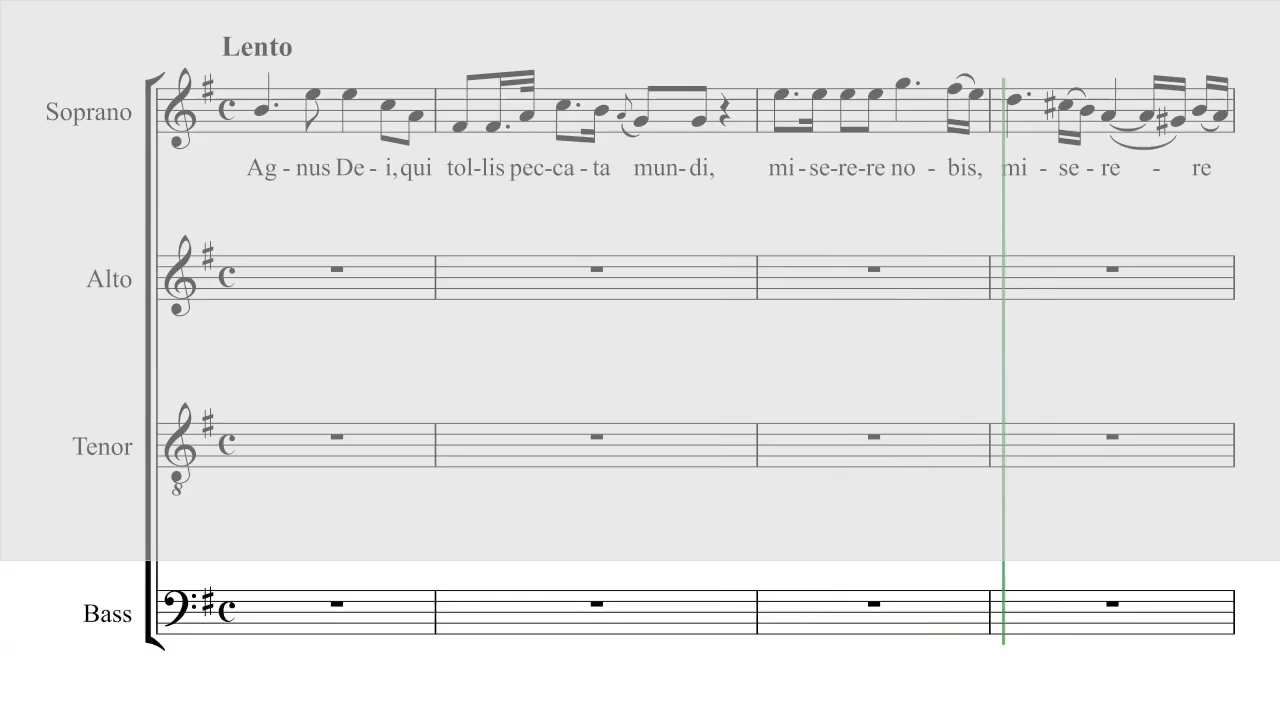 Lento
Soprano
Ag - nus De - i, qui tol-lis pec-ca - ta mun-di, mi-se-re-re no - bis, mi - se - re - re
Alto
Tenor
8
Bass